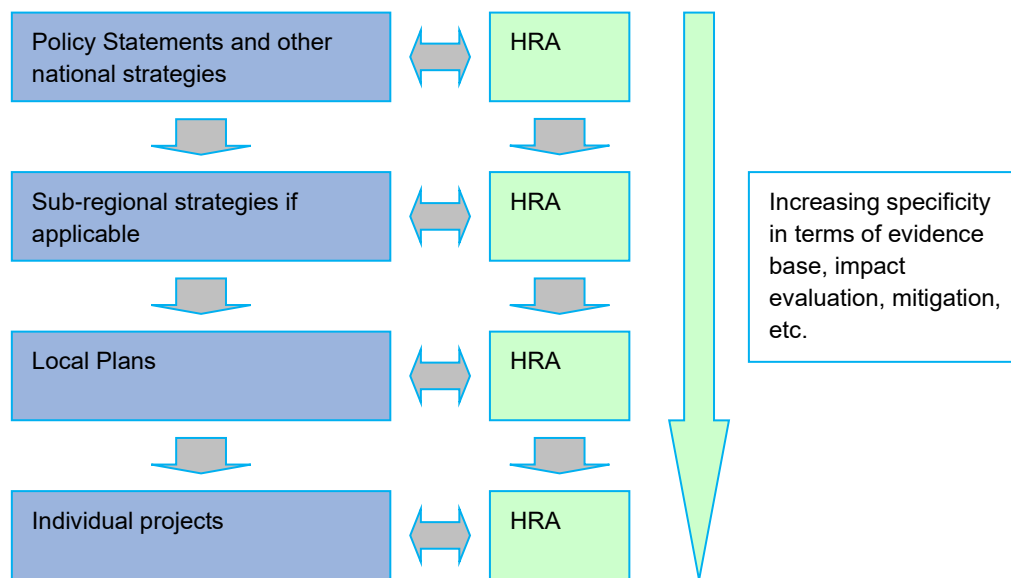 Policy Statements and other
national strategies
HRA
Sub-regional strategies if
applicable
HRA
Increasing specificity
in terms of evidence
base, impact
evaluation, mitigation,
etc.
Local Plans
HRA
Individual projects
HRA